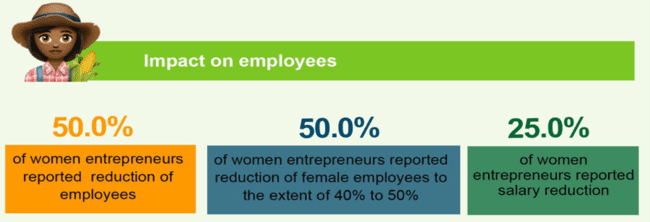 Impact on employees
50.0%
of women entrepreneurs
reported reduction of
employees
50.0%
of women entrepreneurs reported
reduction of female employees to
the extent of 40% to 50%
25.0%
of women
entrepreneurs reported
salary reduction